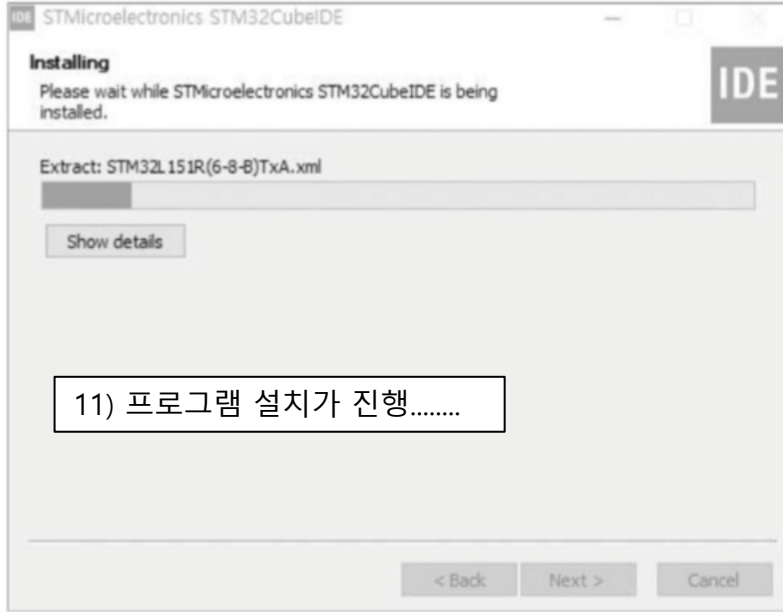 IDE STMicroelectronics STM32CubeIDE
Installing
IDE
Please wait while STMicroelectronics STM32CubeIDE is being
installed.
Extract: STM32L151R(6-8-B)TxA.xml
Show details
11) 프로그램 설치가 진행........
< Back Next > Cancel